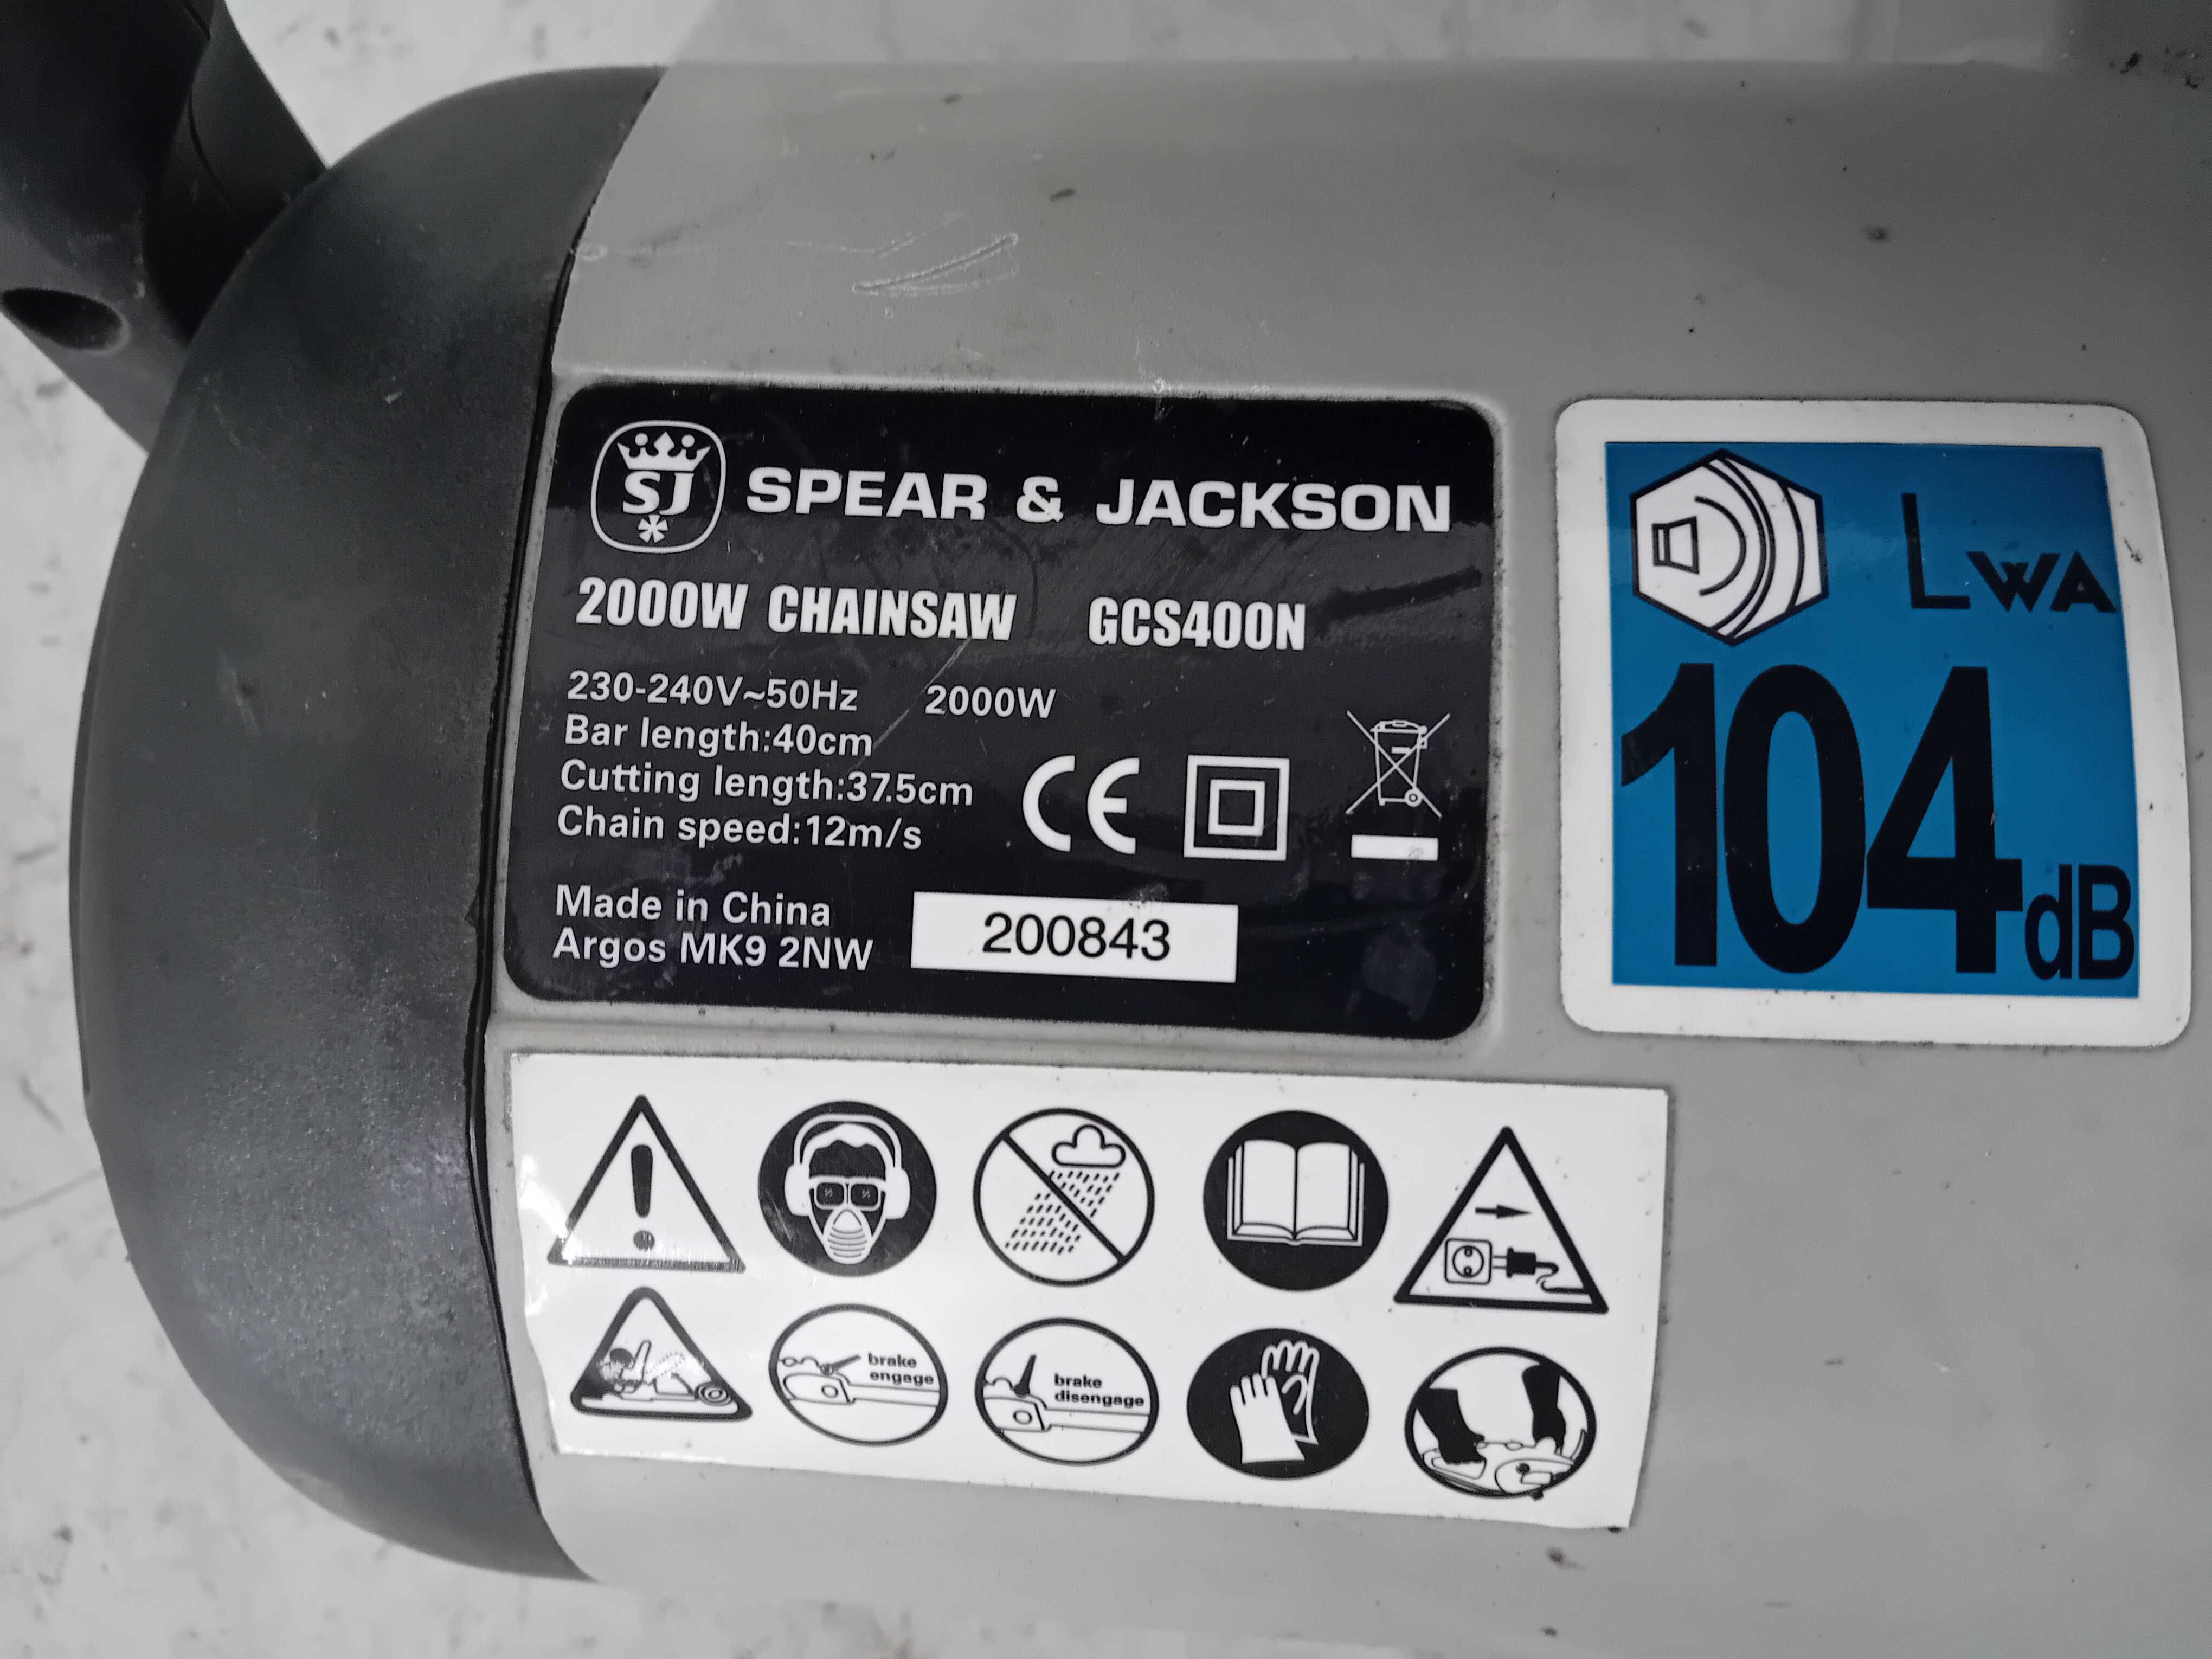 SJ SPEAR & JACKSON
2000W CHAINSAW GCS400N
230-240V~50Hz 2000W
Bar length:40cm
Cutting length:37.5cm
Chain speed:12m/s
CE
Made in China
Argos MK9 2NW
200843
LWA
104dB
brake
engage
brake
disengage